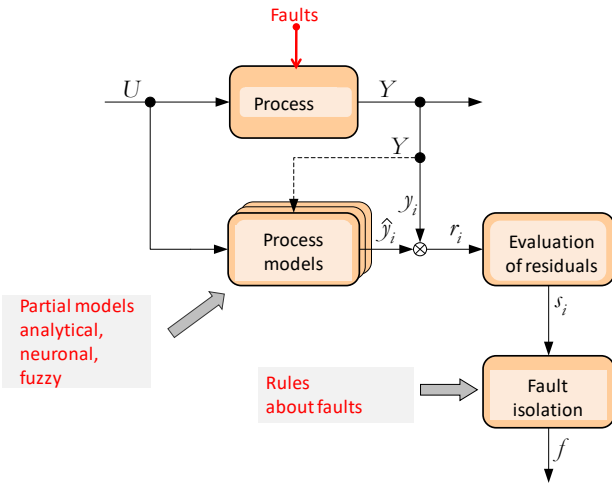 Faults
U
Process
Y
Y
y_i
Process
models
ŷ_i
r_i
Evaluation
of residuals
Partial models
analytical,
neuronal,
fuzzy
s_i
Rules
about faults
Fault
isolation
f